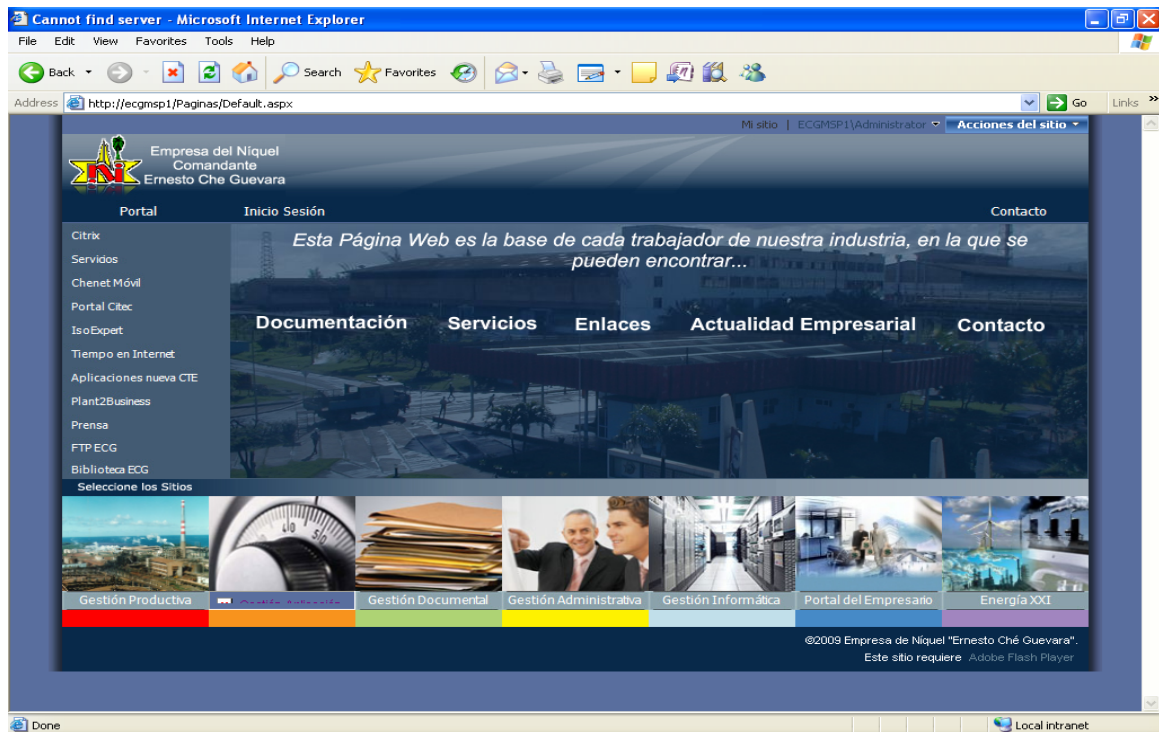 Cannot find server - Microsoft Internet Explorer
File Edit View Favorites Tools Help
Back Search Favorites
Address http://ecgmsp1/Paginas/Default.aspx Go Links »
Mi sitio | ECGMSP1\Administrator Acciones del sitio
Ni
Empresa del Níquel
Comandante
Ernesto Che Guevara
Portal Inicio Sesión Contacto
Esta Página Web es la base de cada trabajador de nuestra industria, en la que se
pueden encontrar...
Documentación Servicios Enlaces Actualidad Empresarial Contacto
Citrix
Servidos
Chenet Móvil
Portal Citec
IsoExpert
Tiempo en Internet
Aplicaciones nueva CTE
Plant2Business
Prensa
FTP ECG
Biblioteca ECG
Seleccione los Sitios
Gestión Productiva Gestión Documental Gestión Administrativa Gestión Informática Portal del Empresario Energía XXI
©2009 Empresa de Níquel "Ernesto Ché Guevara".
Este sitio requiere Adobe Flash Player
Done Local intranet